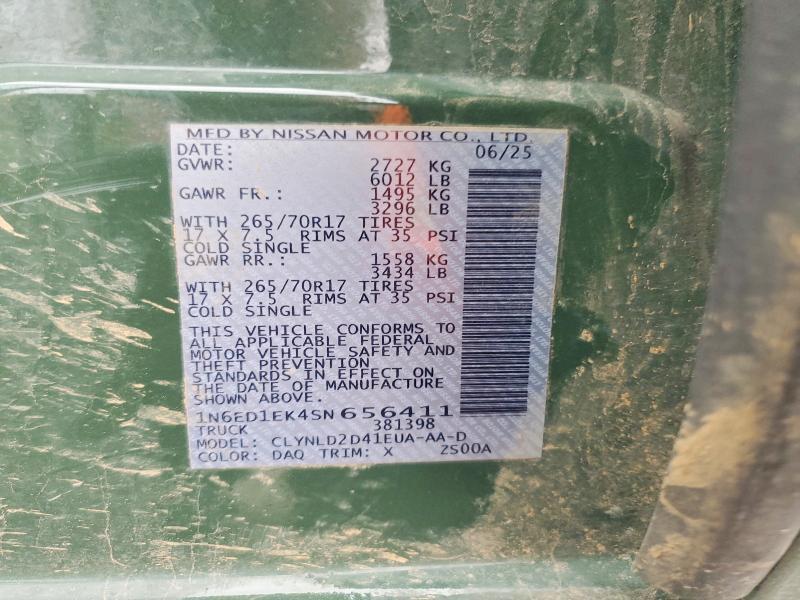 MFD BY NISSAN MOTOR CO., LTD.
DATE: 06/25
GVWR: 2727 KG
6012 LB
GAWR FR.: 1495 KG
3296 LB
WITH 265/70R17 TIRES
17 X 7.5 RIMS AT 35 PSI
COLD SINGLE
GAWR RR.: 1558 KG
3434 LB
WITH 265/70R17 TIRES
17 X 7.5 RIMS AT 35 PSI
COLD SINGLE
THIS VEHICLE CONFORMS TO
ALL APPLICABLE FEDERAL
MOTOR VEHICLE SAFETY AND
THEFT PREVENTION
STANDARDS IN EFFECT ON
THE DATE OF MANUFACTURE
SHOWN ABOVE.
1N6ED1EK4SN656411
TRUCK 381398
MODEL: CLYNLD2D41EUA-AA-D
COLOR: DAQ TRIM: X ZS00A